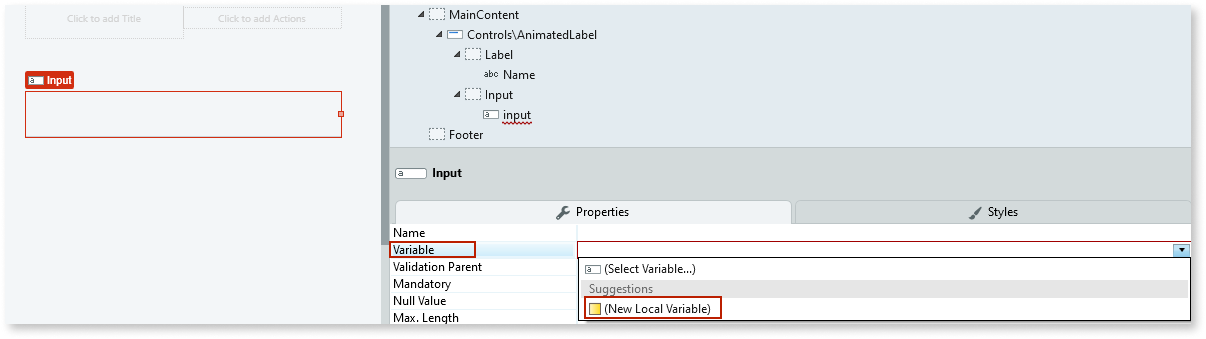 Click to add Title
Click to add Actions
a Input
MainContent
Controls\AnimatedLabel
Label
abc Name
Input
a input
Footer
a Input
Properties
Styles
Name
Variable
Validation Parent
Mandatory
Null Value
Max. Length
a (Select Variable...)
Suggestions
(New Local Variable)